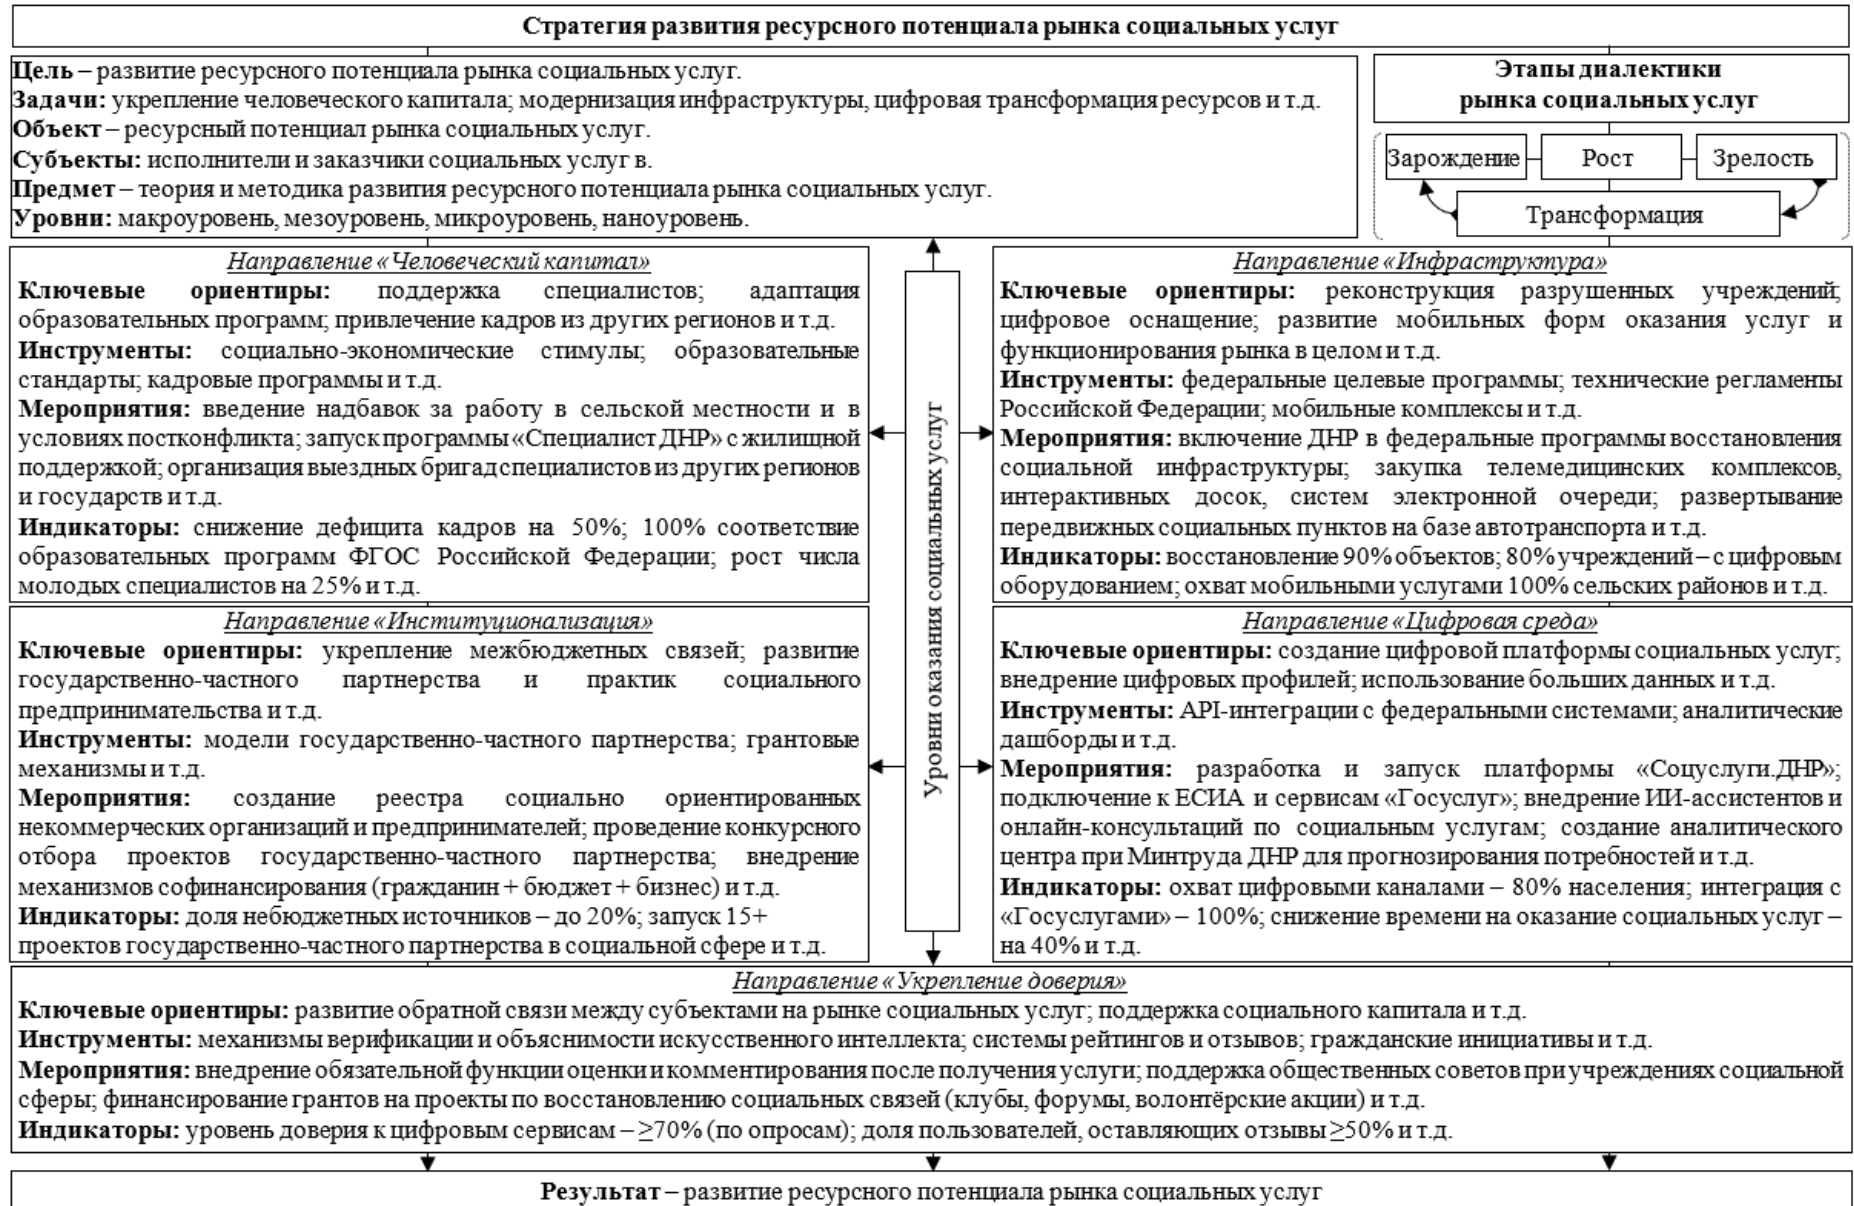 Стратегия развития ресурсного потенциала рынка социальных услуг
Цель – развитие ресурсного потенциала рынка социальных услуг.
Задачи: укрепление человеческого капитала; модернизация инфраструктуры, цифровая трансформация ресурсов и т.д.
Объект – ресурсный потенциал рынка социальных услуг.
Субъекты: исполнители и заказчики социальных услуг в.
Предмет – теория и методика развития ресурсного потенциала рынка социальных услуг.
Уровни: макроуровень, мезоуровень, микроуровень, наноуровень.
Этапы диалектики
рынка социальных услуг
Зарождение
Рост
Зрелость
Трансформация
Направление «Человеческий капитал»
Ключевые ориентиры: поддержка специалистов; адаптация
образовательных программ; привлечение кадров из других регионов и т.д.
Инструменты: социально-экономические стимулы; образовательные
стандарты; кадровые программы и т.д.
Мероприятия: введение надбавок за работу в сельской местности и в
условиях постконфликта; запуск программы «Специалист ДНР» с жилищной
поддержкой; организация выездных бригад специалистов из других регионов
и государств и т.д.
Индикаторы: снижение дефицита кадров на 50%; 100% соответствие
образовательных программ ФГОС Российской Федерации; рост числа
молодых специалистов на 25% и т.д.
Уровни оказания социальных услуг
Направление «Инфраструктура»
Ключевые ориентиры: реконструкция разрушенных учреждений;
цифровое оснащение; развитие мобильных форм оказания услуг и
функционирования рынка в целом и т.д.
Инструменты: федеральные целевые программы; технические регламенты
Российской Федерации; мобильные комплексы и т.д.
Мероприятия: включение ДНР в федеральные программы восстановления
социальной инфраструктуры; закупка телемедицинских комплексов,
интерактивных досок, систем электронной очереди; развертывание
передвижных социальных пунктов на базе автотранспорта и т.д.
Индикаторы: восстановление 90% объектов; 80% учреждений – с цифровым
оборудованием; охват мобильными услугами 100% сельских районов и т.д.
Направление «Институционализация»
Ключевые ориентиры: укрепление межбюджетных связей; развитие
государственно-частного партнерства и практик социального
предпринимательства и т.д.
Инструменты: модели государственно-частного партнерства; грантовые
механизмы и т.д.
Мероприятия: создание реестра социально ориентированных
некоммерческих организаций и предпринимателей; проведение конкурсного
отбора проектов государственно-частного партнерства; внедрение
механизмов софинансирования (гражданин + бюджет + бизнес) и т.д.
Индикаторы: доля небюджетных источников – до 20%; запуск 15+
проектов государственно-частного партнерства в социальной сфере и т.д.
Направление «Цифровая среда»
Ключевые ориентиры: создание цифровой платформы социальных услуг;
внедрение цифровых профилей; использование больших данных и т.д.
Инструменты: API-интеграции с федеральными системами; аналитические
дашборды и т.д.
Мероприятия: разработка и запуск платформы «Соцуслуги.ДНР»;
подключение к ЕСИА и сервисам «Госуслуг»; внедрение ИИ-ассистентов и
онлайн-консультаций по социальным услугам; создание аналитического
центра при Минтруда ДНР для прогнозирования потребностей и т.д.
Индикаторы: охват цифровыми каналами – 80% населения; интеграция с
«Госуслугами» – 100%; снижение времени на оказание социальных услуг –
на 40% и т.д.
Направление «Укрепление доверия»
Ключевые ориентиры: развитие обратной связи между субъектами на рынке социальных услуг; поддержка социального капитала и т.д.
Инструменты: механизмы верификации и объяснимости искусственного интеллекта; системы рейтингов и отзывов; гражданские инициативы и т.д.
Мероприятия: внедрение обязательной функции оценки и комментирования после получения услуги; поддержка общественных советов при учреждениях социальной
сферы; финансирование грантов на проекты по восстановлению социальных связей (клубы, форумы, волонтёрские акции) и т.д.
Индикаторы: уровень доверия к цифровым сервисам – ≥70% (по опросам); доля пользователей, оставляющих отзывы ≥50% и т.д.
Результат – развитие ресурсного потенциала рынка социальных услуг